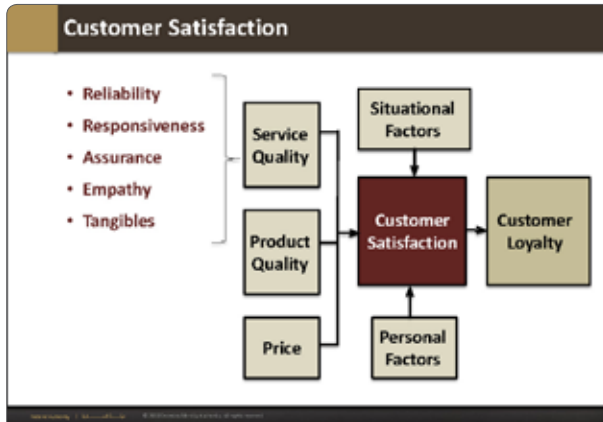 Customer Satisfaction
• Reliability
• Responsiveness
• Assurance
• Empathy
• Tangibles
Service
Quality
Product
Quality
Price
Situational
Factors
Customer
Satisfaction
Personal
Factors
Customer
Loyalty